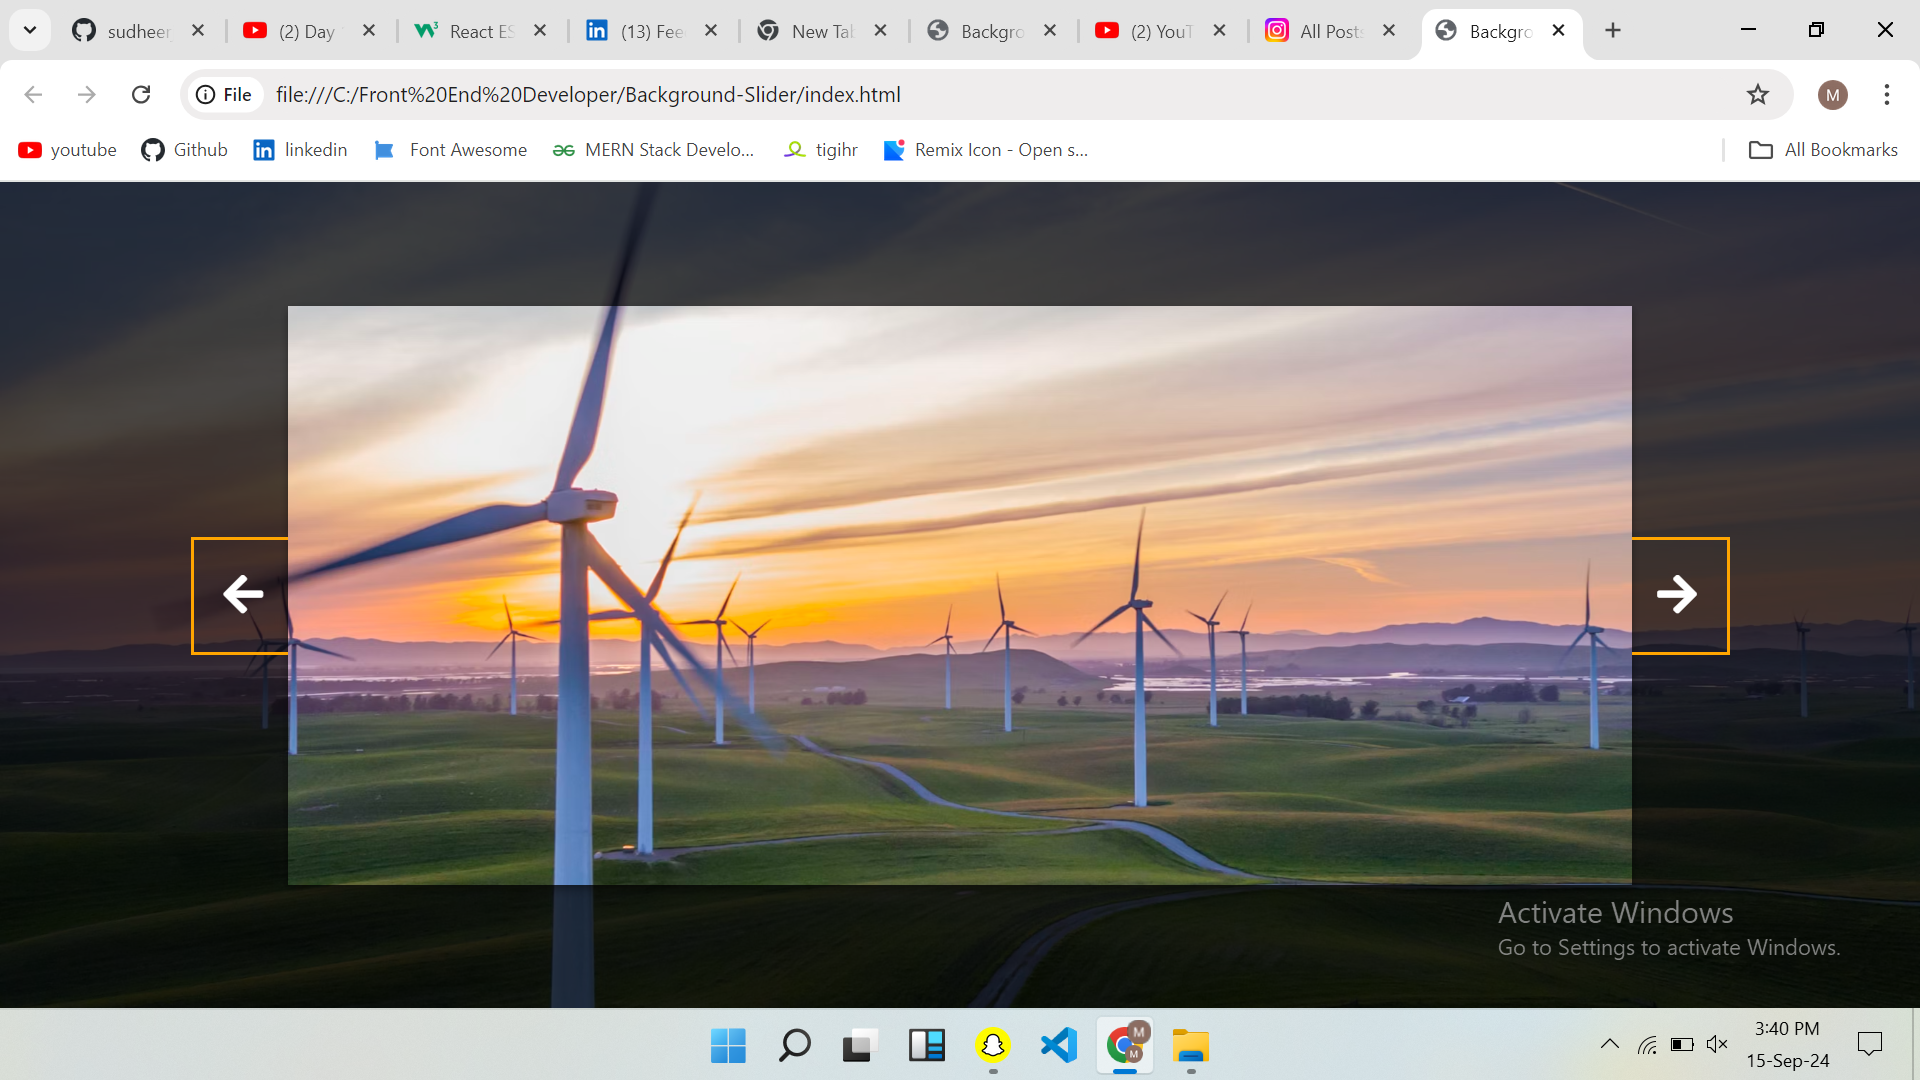 sudheer
(2) Day
React ES
(13) Fee
New Tab
Backgro
(2) YouT
All Posts
Backgro
File
file:///C:/Front%20End%20Developer/Background-Slider/index.html
youtube
Github
linkedin
Font Awesome
MERN Stack Develo...
tigihr
Remix Icon - Open s...
All Bookmarks
M
Activate Windows
Go to Settings to activate Windows.
M
M
3:40 PM
15-Sep-24